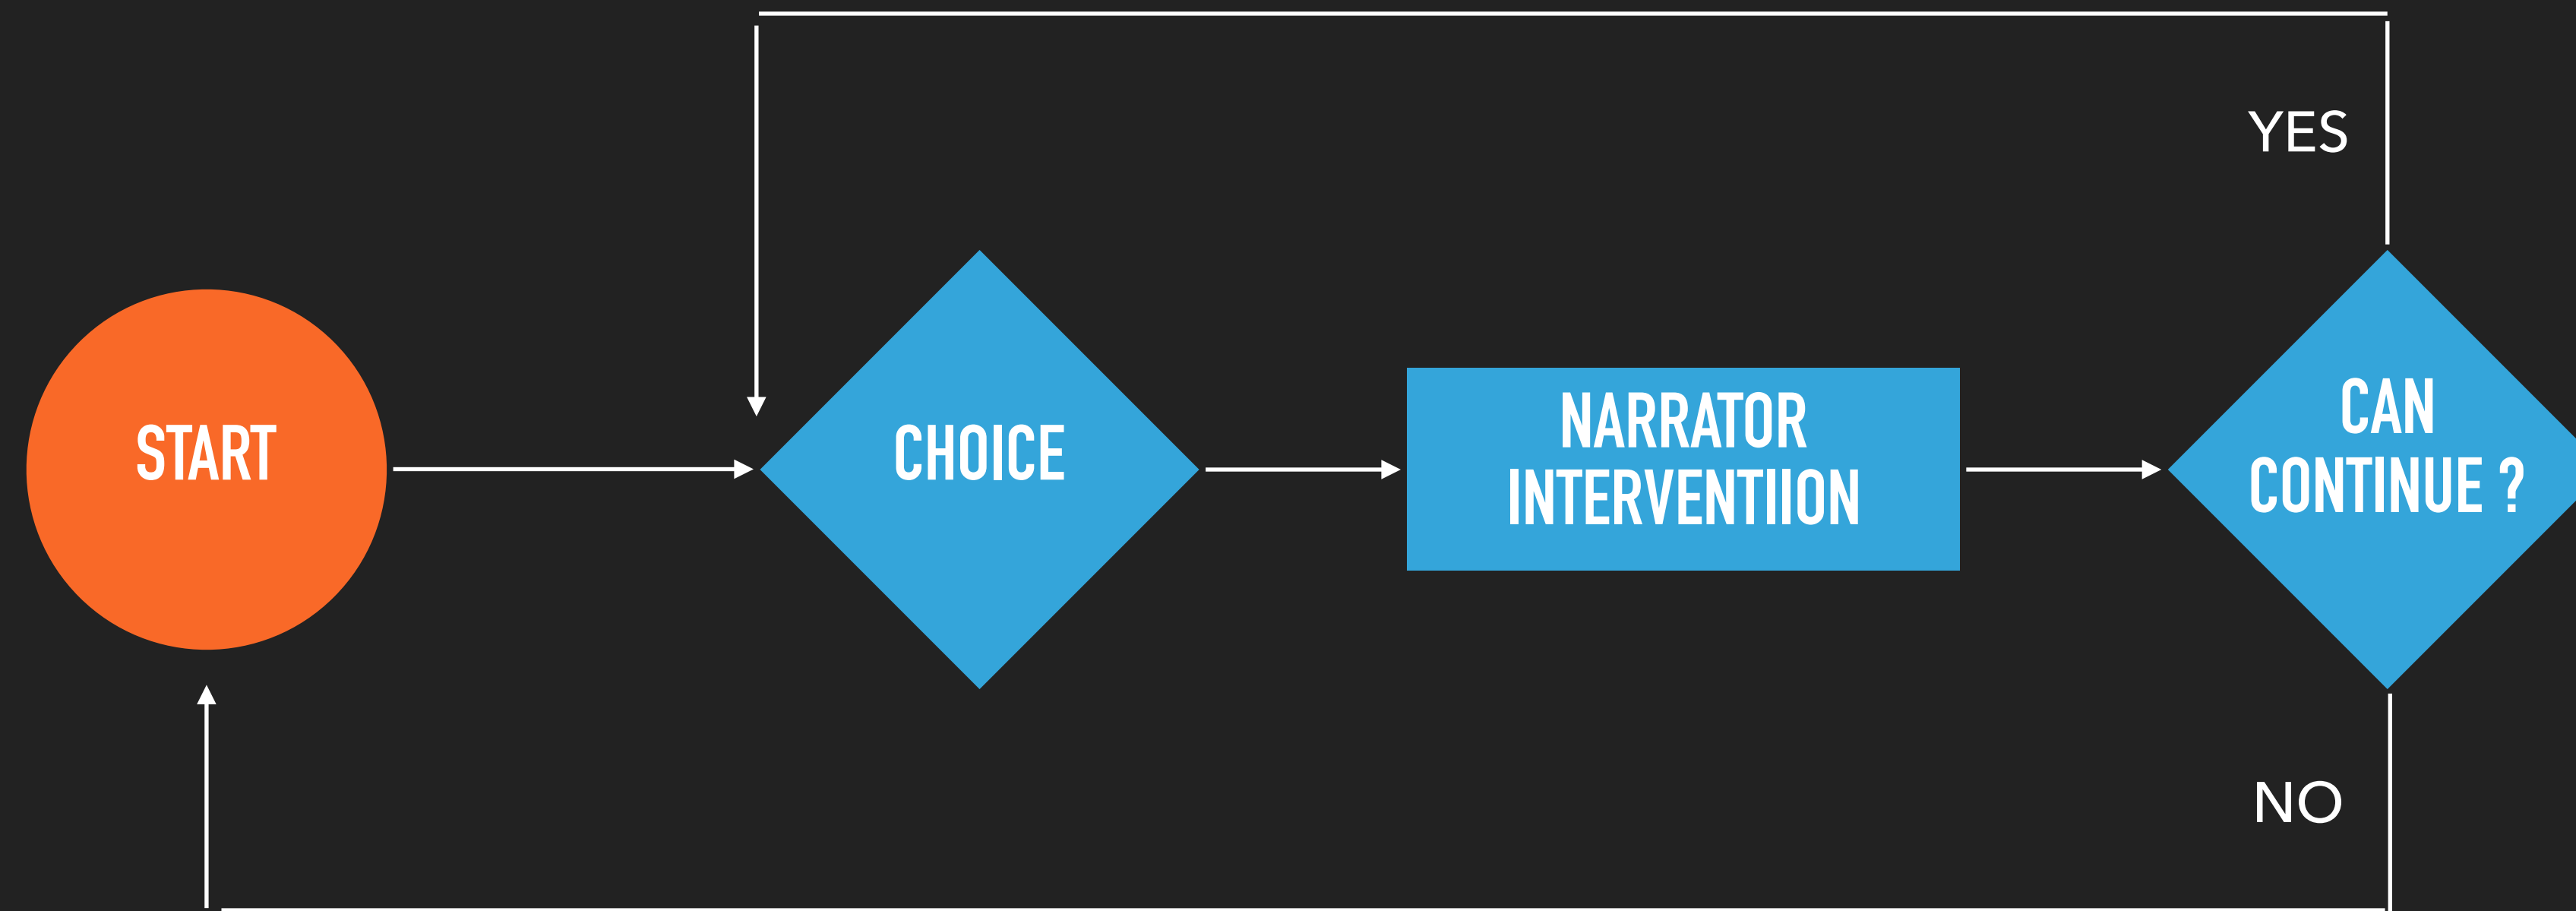 YES
START
CHOICE
NARRATOR
INTERVENTIION
CAN
CONTINUE ?
NO